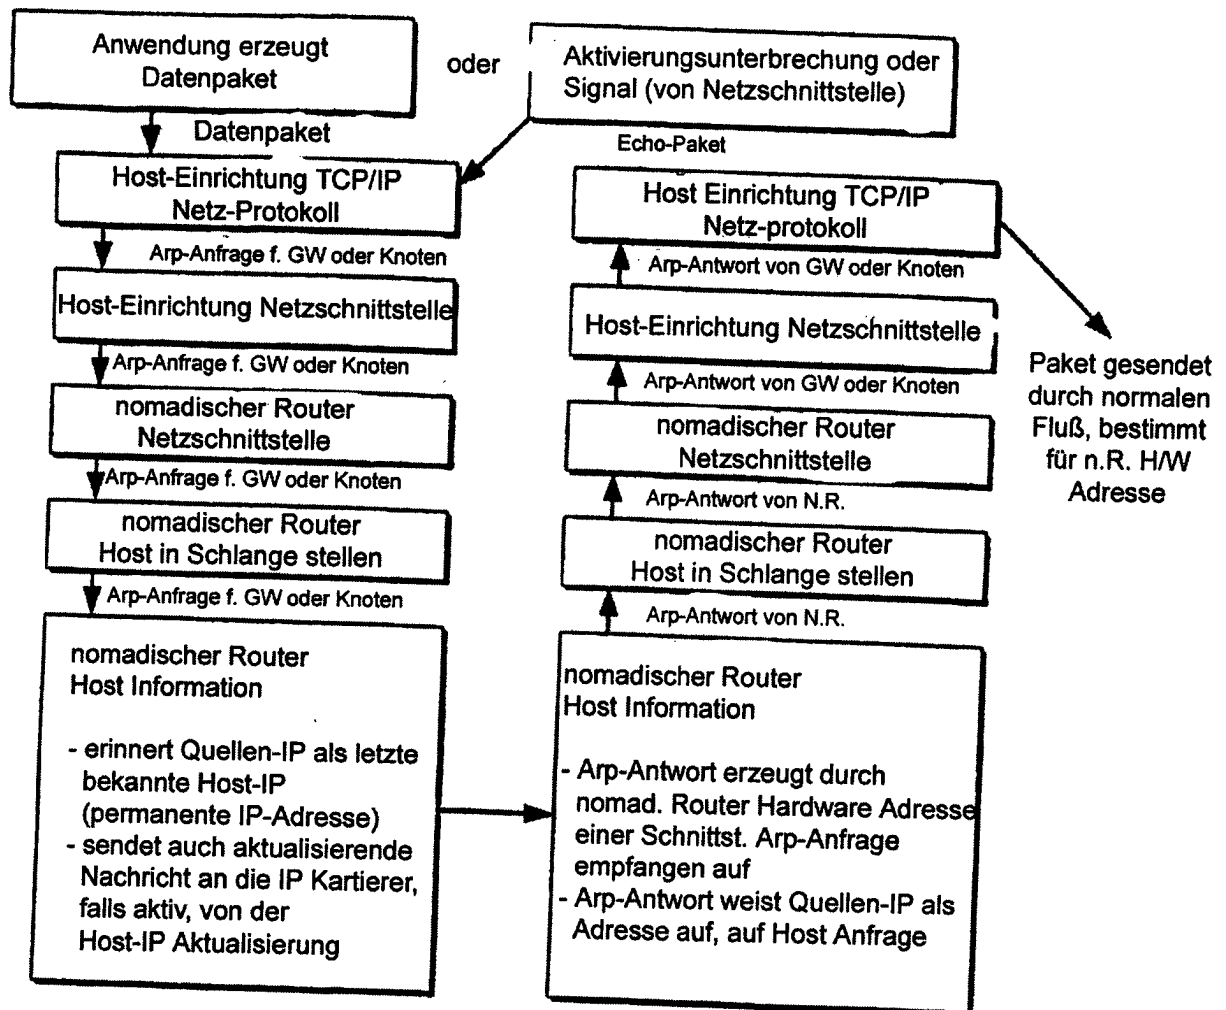 Anwendung erzeugt
Datenpaket
oder
Aktivierungsunterbrechung oder
Signal (von Netzschnittstelle)
Datenpaket
Host-Einrichtung TCP/IP
Netz-Protokoll
Arp-Anfrage f. GW oder Knoten
Host-Einrichtung Netzschnittstelle
Arp-Anfrage f. GW oder Knoten
nomadischer Router
Netzschnittstelle
Arp-Anfrage f. GW oder Knoten
nomadischer Router
Host in Schlange stellen
Arp-Anfrage f. GW oder Knoten
nomadischer Router
Host Information
- erinnert Quellen-IP als letzte
bekannte Host-IP
(permanente IP-Adresse)
- sendet auch aktualisierende
Nachricht an die IP Kartierer,
falls aktiv, von der
Host-IP Aktualisierung
Echo-Paket
Host Einrichtung TCP/IP
Netz-protokoll
Arp-Antwort von GW oder Knoten
Host-Einrichtung Netzschnittstelle
Arp-Antwort von GW oder Knoten
nomadischer Router
Netzschnittstelle
Arp-Antwort von N.R.
nomadischer Router
Host in Schlange stellen
Arp-Antwort von N.R.
nomadischer Router
Host Information
- Arp-Antwort erzeugt durch
nomad. Router Hardware Adresse
einer Schnittst. Arp-Anfrage
empfangen auf
- Arp-Antwort weist Quellen-IP als
Adresse auf, auf Host Anfrage
Paket gesendet
durch normalen
Fluß, bestimmt
für n.R. H/W
Adresse